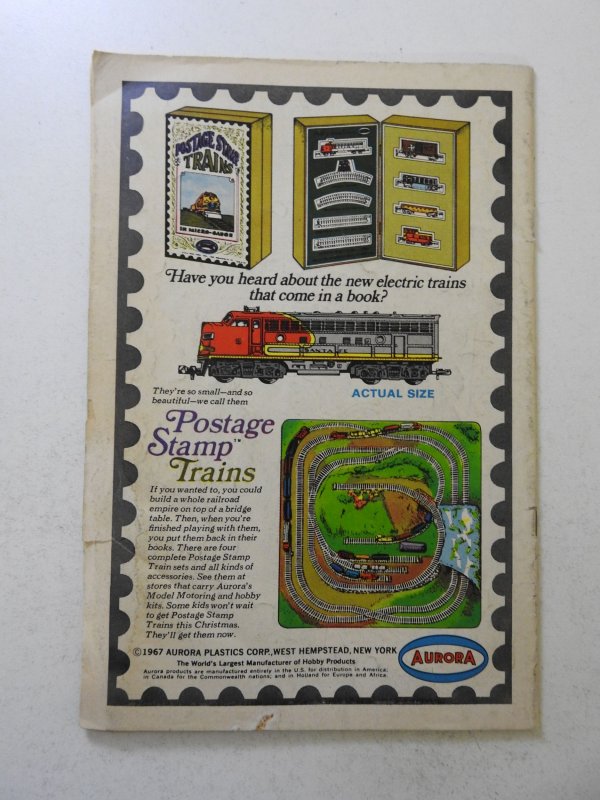 POSTAGE STAMP
TRAINS
IN MICRO-GAUGE
AURORA
Have you heard about the new electric trains
that come in a book?
SANTA FE
They're so small—and so
beautiful—we call them
ACTUAL SIZE
Postage
Stamp™
Trains
If you wanted to, you could
build a whole railroad
empire on top of a bridge
table. Then, when you're
finished playing with them,
you put them back in their
books. There are four
complete Postage Stamp
Train sets and all kinds of
accessories. See them at
stores that carry Aurora's
Model Motoring and hobby
kits. Some kids won't wait
to get Postage Stamp
Trains this Christmas.
They'll get them now.
©1967 AURORA PLASTICS CORP., WEST HEMPSTEAD, NEW YORK
The World's Largest Manufacturer of Hobby Products
Aurora products are manufactured entirely in the U.S. for distribution in America;
in Canada for the Commonwealth nations; and in Holland for Europe and Africa.
AURORA